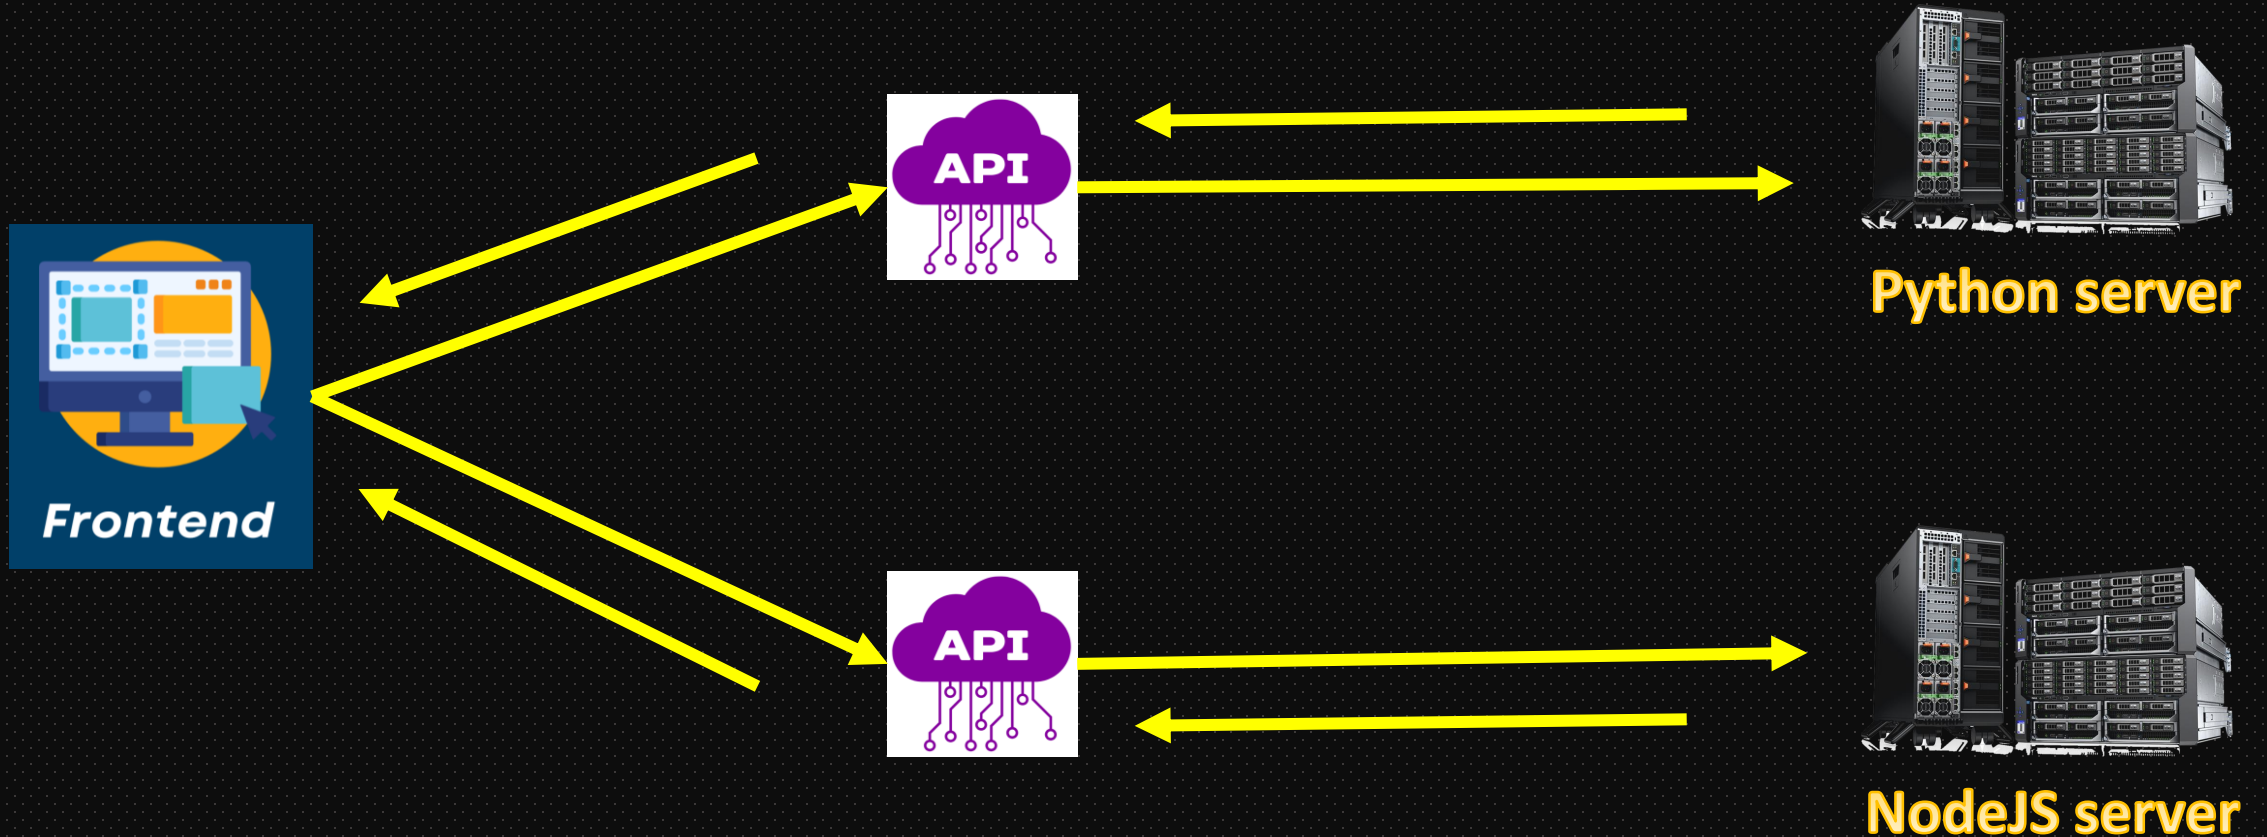 API
Python server
Frontend
API
NodeJS server